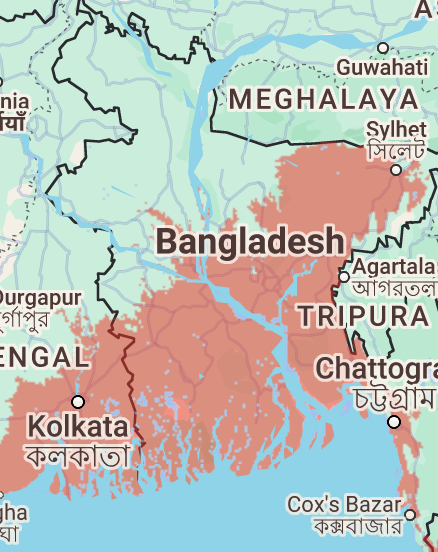 Guwahati
MEGHALAYA
Sylhet
সিলেট
Bangladesh
Agartala
আগরতল
Durgapur
TRIPURA
ENGAL
Chattogra
চট্টগ্রাম
Kolkata
কলকাতা
Cox's Bazar
কক্সবাজার